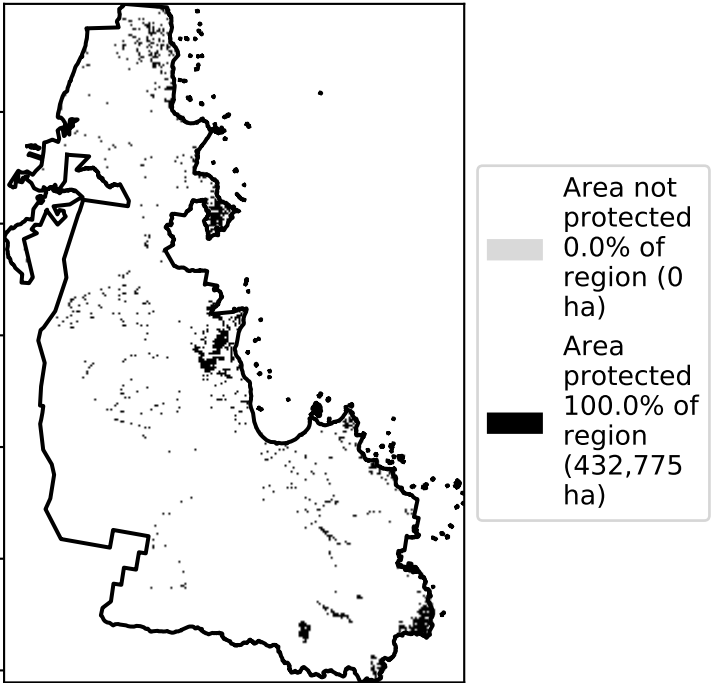 Area not
protected
0.0% of
region (0
ha)
Area
protected
100.0% of
region
(432,775
ha)